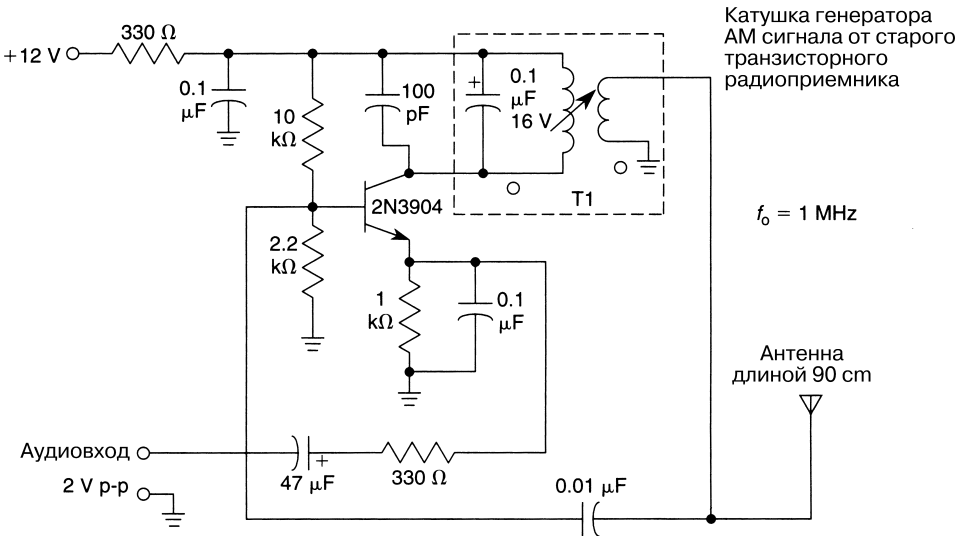 Катушка генератора
АМ сигнала от старого
транзисторного
радиоприемника
330 Ω
+12 V
0.1
μF
10
kΩ
100
pF
+
0.1
μF
16 V
T1
2N3904
fo = 1 MHz
2.2
kΩ
1
kΩ
0.1
μF
Антенна
длиной 90 cm
Аудиовход
+
47 μF
330 Ω
2 V p-p
0.01 μF